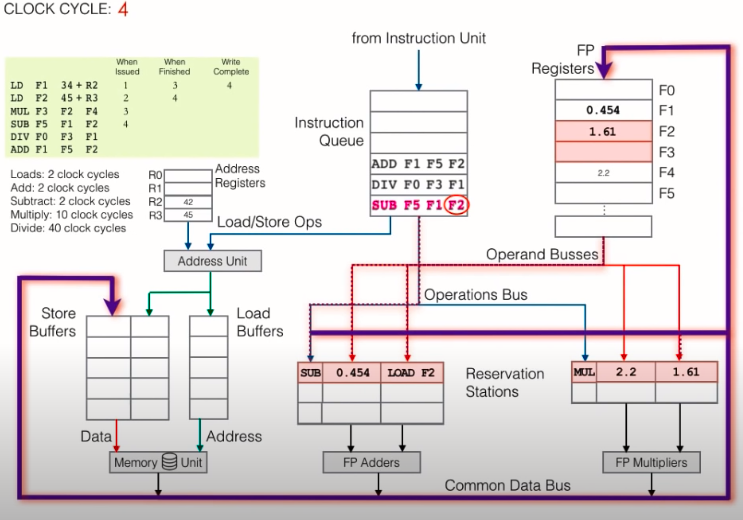 CLOCK CYCLE: 4
from Instruction Unit
When Issued When Finished Write Complete
LD F1 34 + R2 1 3 4
LD F2 45 + R3 2 4
MUL F3 F2 F4 3
SUB F5 F1 F2 4
DIV F0 F3 F1
ADD F1 F5 F2
Loads: 2 clock cycles
Add: 2 clock cycles
Subtract: 2 clock cycles
Multiply: 10 clock cycles
Divide: 40 clock cycles
Address Registers
R0
R1
R2 42
R3 45
Instruction Queue
ADD F1 F5 F2
DIV F0 F3 F1
SUB F5 F1 F2
FP Registers
F0
0.454 F1
1.61 F2
F3
2.2 F4
F5
Load/Store Ops
Address Unit
Operand Busses
Operations Bus
Store Buffers
Load Buffers
SUB 0.454 LOAD F2
Reservation Stations
MUL 2.2 1.61
Data
Address
Memory Unit
FP Adders
FP Multipliers
Common Data Bus